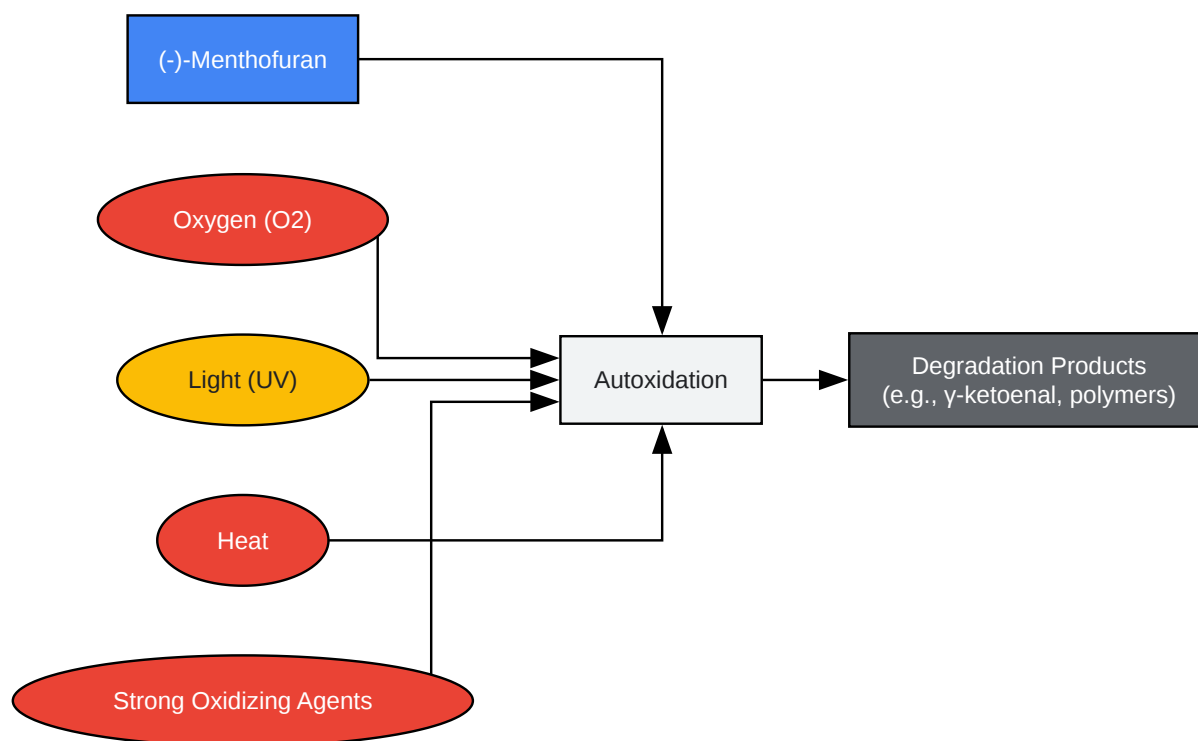 (-)-Menthofuran
Oxygen (O2)
Light (UV)
Autoxidation
Degradation Products
(e.g., γ-ketoenal, polymers)
Heat
Strong Oxidizing Agents